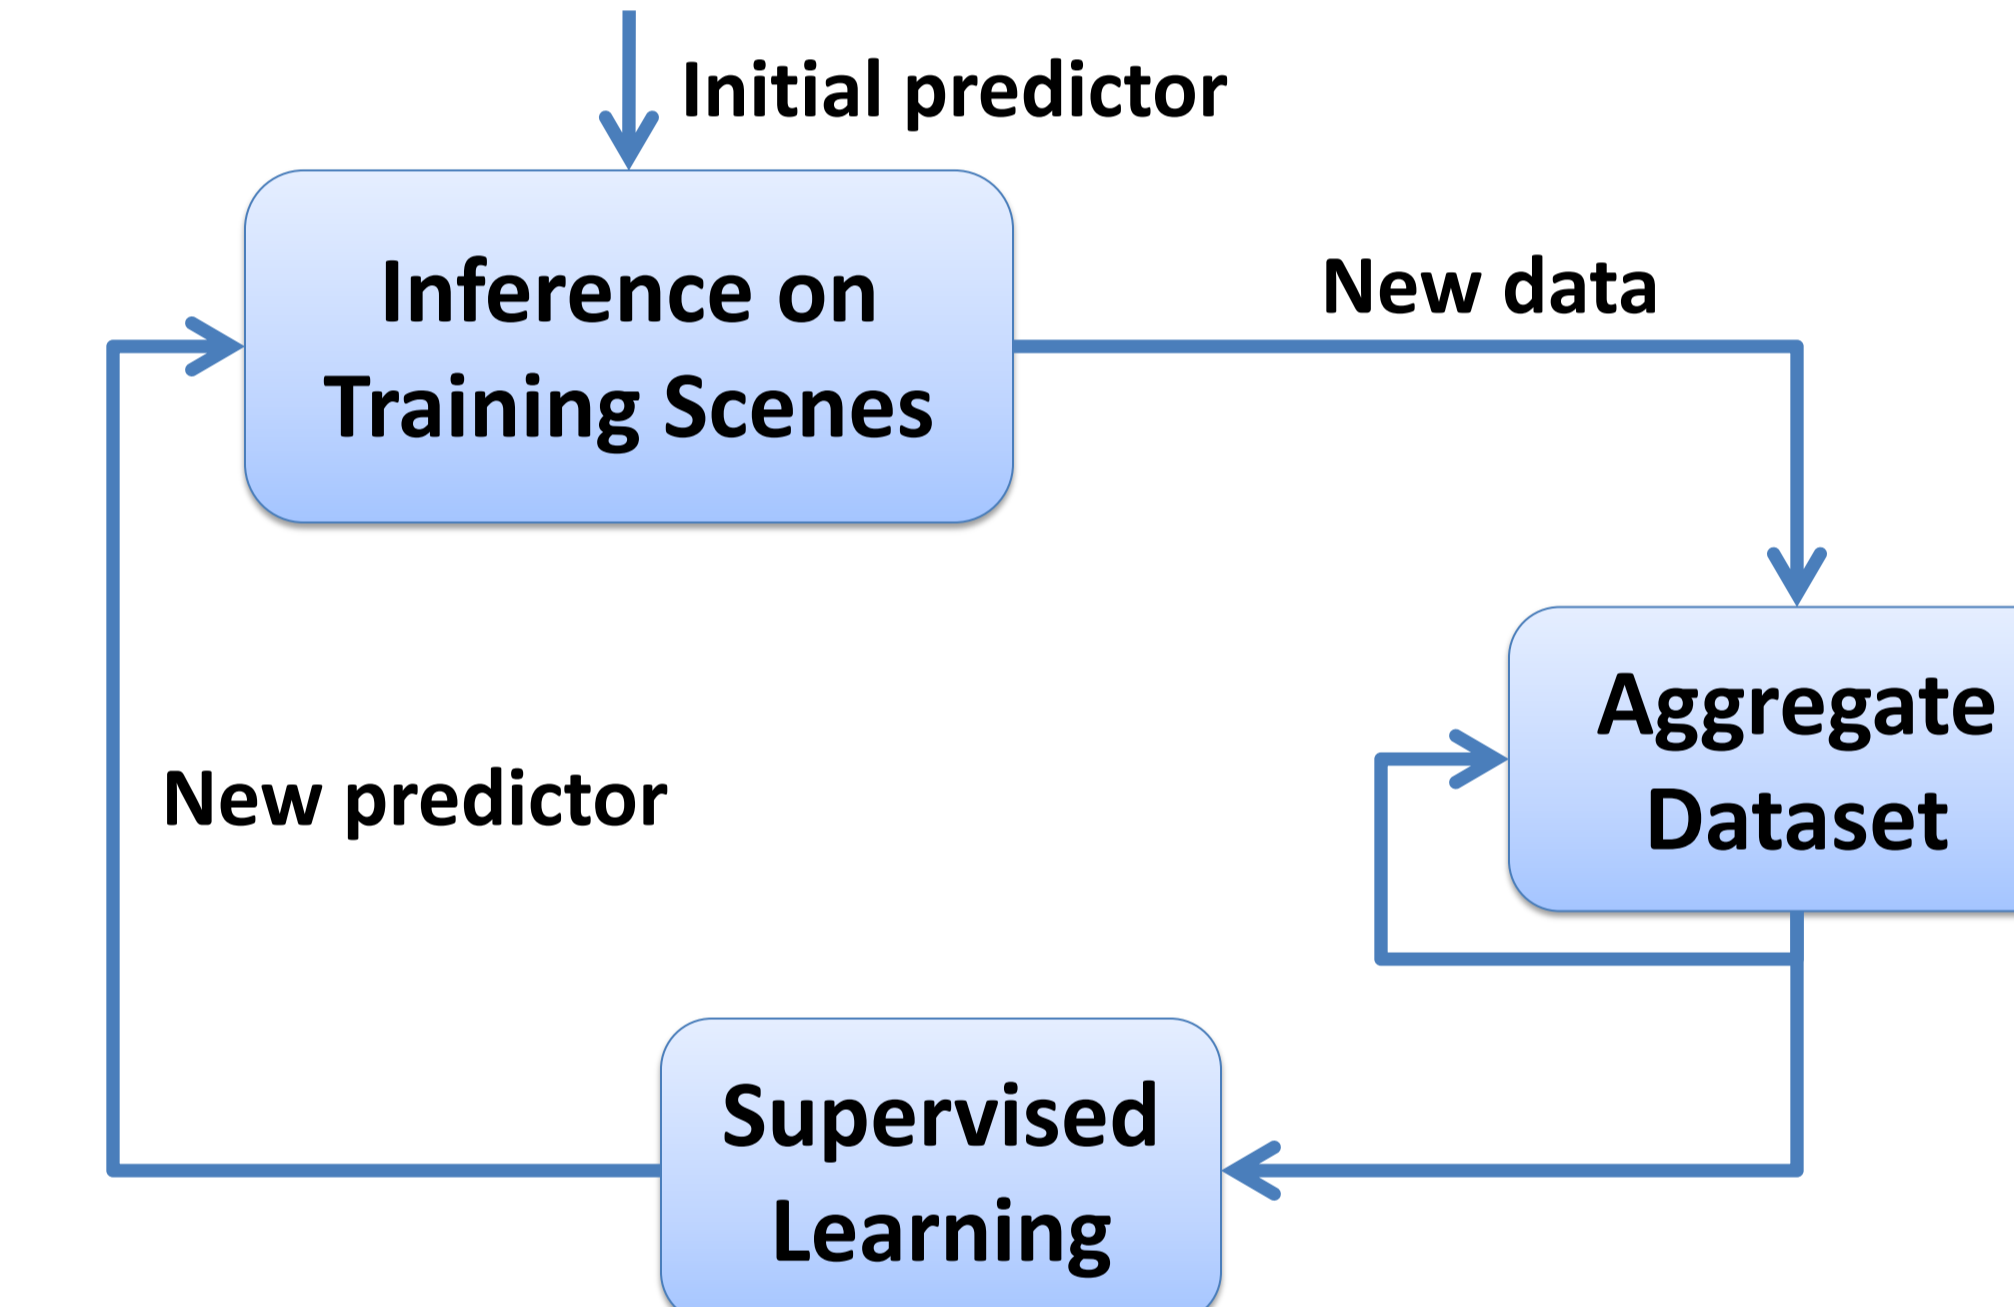 Initial predictor
Inference on
Training Scenes
New data
Aggregate
Dataset
New predictor
Supervised
Learning